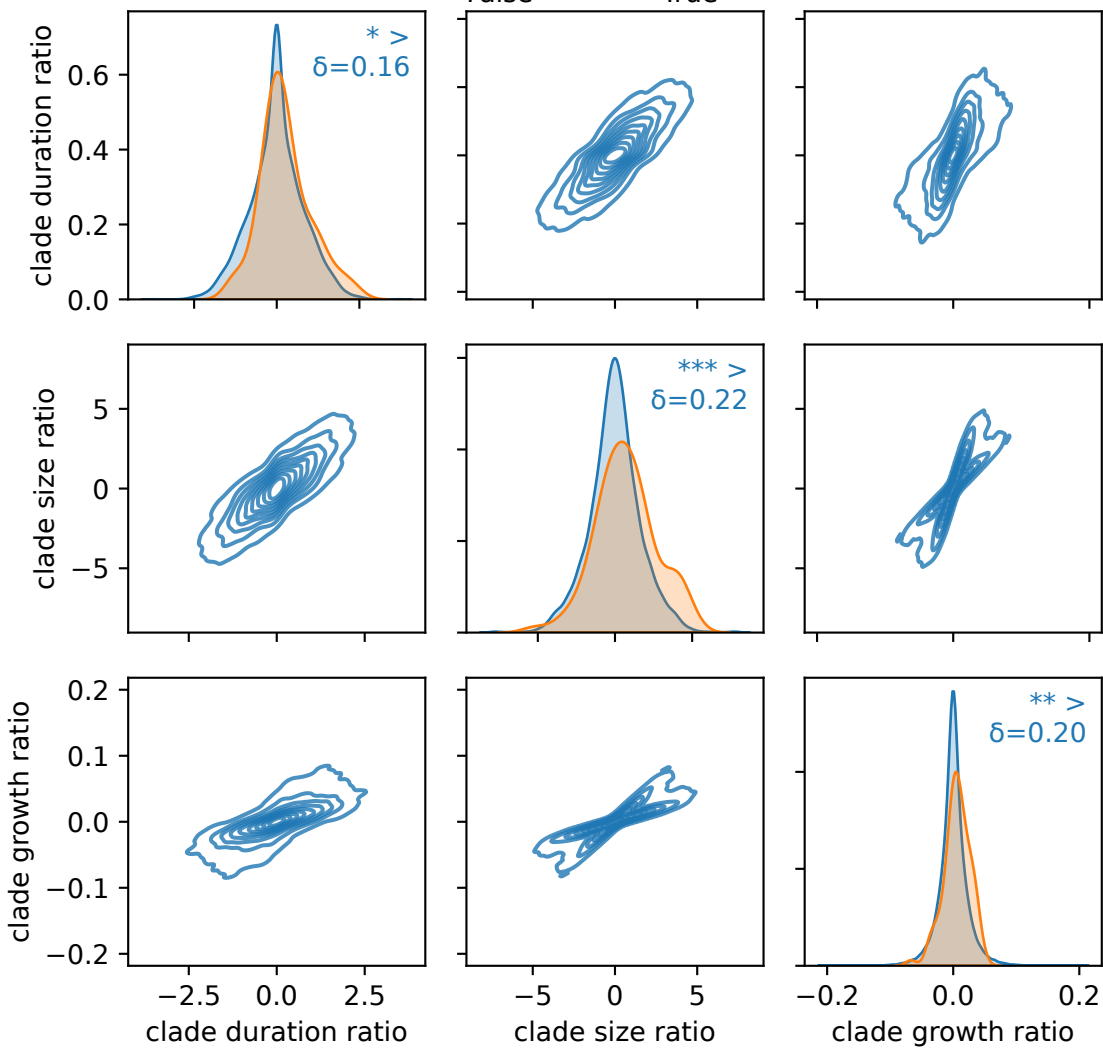 False True
* >
δ=0.16
clade duration ratio
0.6
0.4
0.2
0.0
*** >
δ=0.22
clade size ratio
5
0
−5
** >
δ=0.20
clade growth ratio
0.2
0.1
0.0
−0.1
−0.2
−2.5 0.0 2.5
−5 0 5
−0.2 0.0 0.2
clade duration ratio
clade size ratio
clade growth ratio